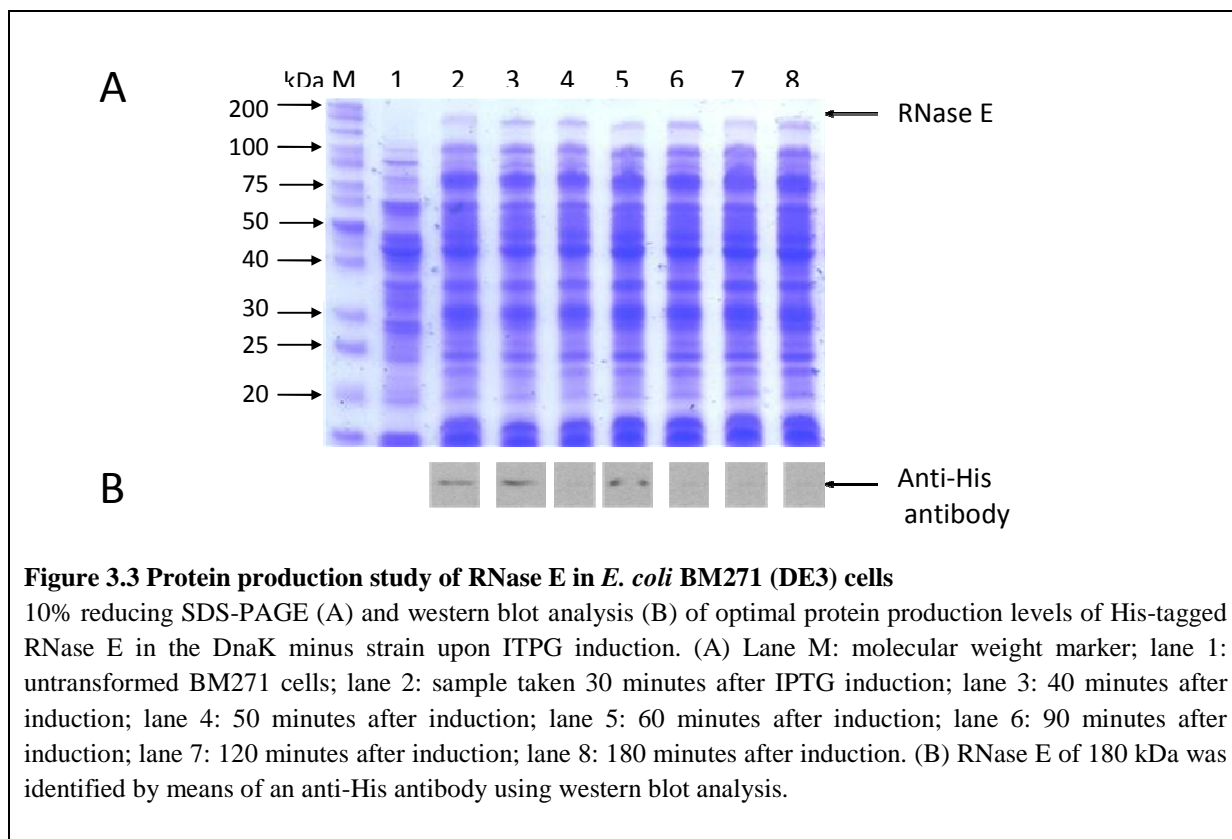 A
kDa M 1 2 3 4 5 6 7 8
200
100
75
50
40
30
25
20
RNase E
B
Anti-His
antibody
Figure 3.3 Protein production study of RNase E in E. coli BM271 (DE3) cells
10% reducing SDS-PAGE (A) and western blot analysis (B) of optimal protein production levels of His-tagged
RNase E in the DnaK minus strain upon ITPG induction. (A) Lane M: molecular weight marker; lane 1:
untransformed BM271 cells; lane 2: sample taken 30 minutes after IPTG induction; lane 3: 40 minutes after
induction; lane 4: 50 minutes after induction; lane 5: 60 minutes after induction; lane 6: 90 minutes after
induction; lane 7: 120 minutes after induction; lane 8: 180 minutes after induction. (B) RNase E of 180 kDa was
identified by means of an anti-His antibody using western blot analysis.